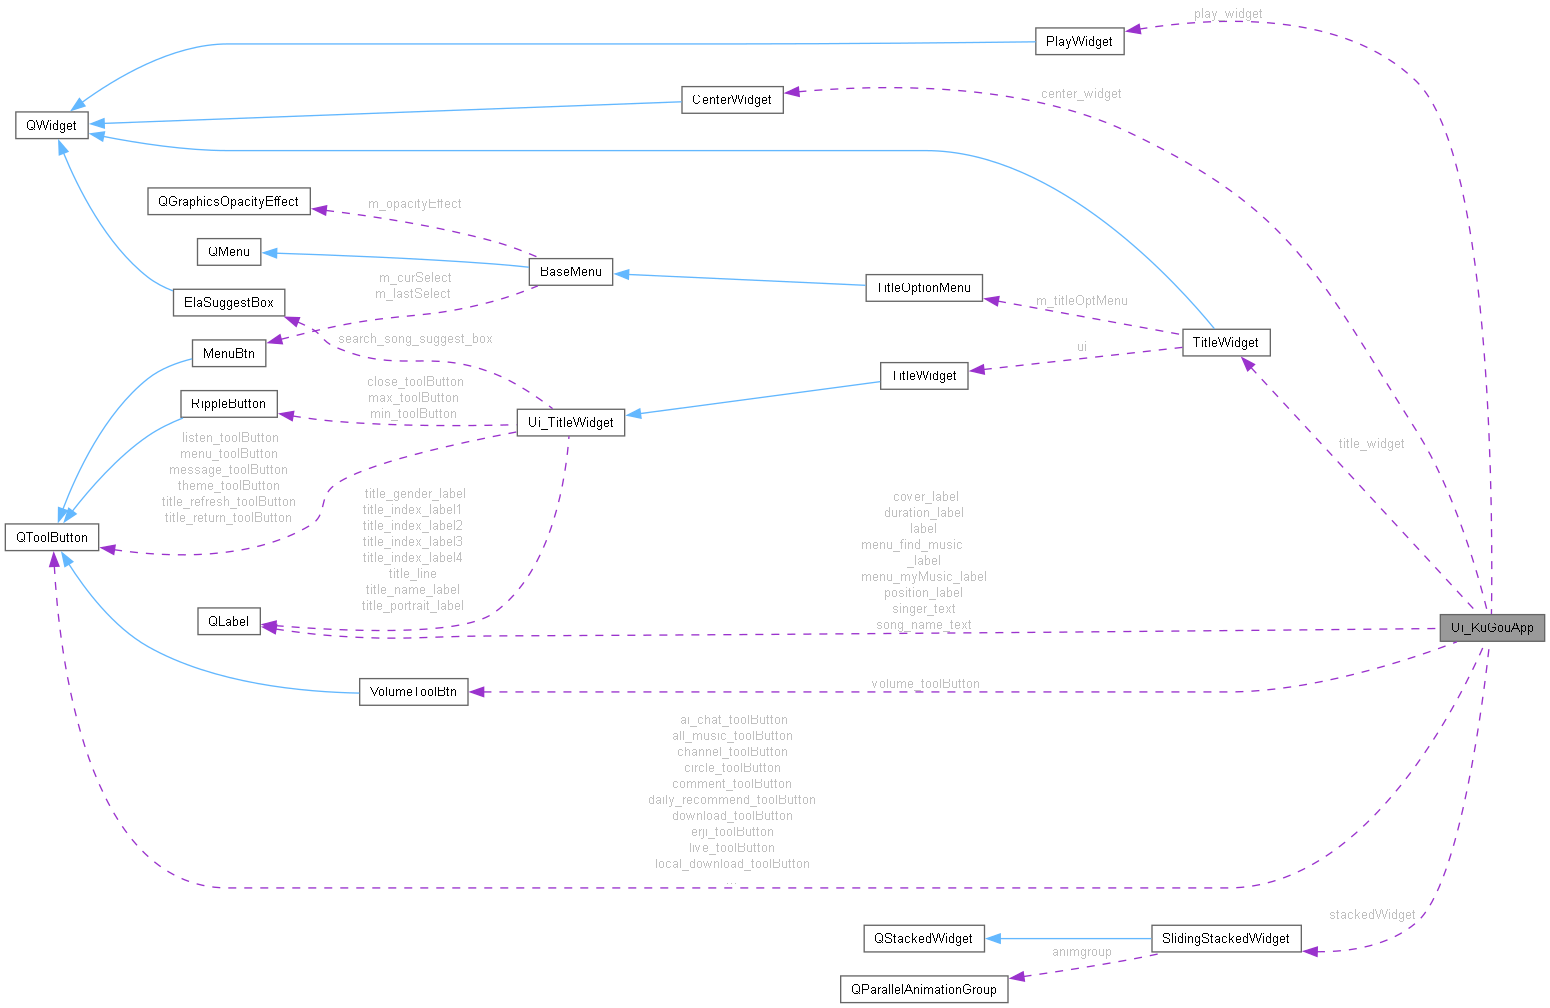 play_widget
PlayWidget
center_widget
CenterWidget
QWidget
QGraphicsOpacityEffect
m_opacityEffect
QMenu
BaseMenu
m_curSelect
m_lastSelect
TitleOptionMenu
m_titleOptMenu
ElaSuggestBox
search_song_suggest_box
MenuBtn
TitleWidget
ui
TitleWidget
close_toolButton
max_toolButton
min_toolButton
RippleButton
Ui_TitleWidget
listen_toolButton
menu_toolButton
message_toolButton
theme_toolButton
title_refresh_toolButton
title_return_toolButton
title_widget
title_gender_label
title_index_label1
title_index_label2
title_index_label3
title_index_label4
title_line
title_name_label
title_portrait_label
cover_label
duration_label
label
menu_find_music
_label
menu_myMusic_label
position_label
singer_text
song_name_text
QToolButton
QLabel
Ui_KuGouApp
VolumeToolBtn
volume_toolButton
ai_chat_toolButton
all_music_toolButton
channel_toolButton
circle_toolButton
comment_toolButton
daily_recommend_toolButton
download_toolButton
erji_toolButton
live_toolButton
local_download_toolButton
...
stackedWidget
QStackedWidget
SlidingStackedWidget
animgroup
QParallelAnimationGroup